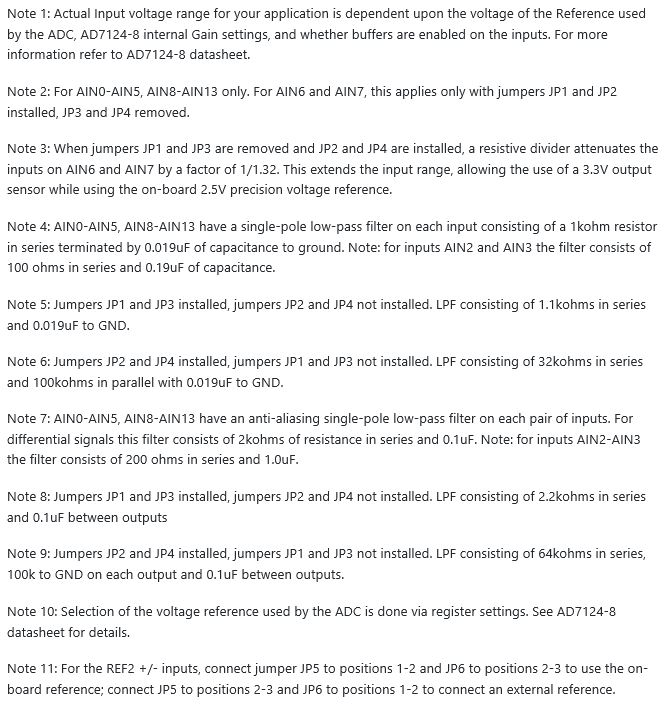 Note 1: Actual Input voltage range for your application is dependent upon the voltage of the Reference used
by the ADC, AD7124-8 internal Gain settings, and whether buffers are enabled on the inputs. For more
information refer to AD7124-8 datasheet.
Note 2: For AIN0-AIN5, AIN8-AIN13 only. For AIN6 and AIN7, this applies only with jumpers JP1 and JP2
installed, JP3 and JP4 removed.
Note 3: When jumpers JP1 and JP3 are removed and JP2 and JP4 are installed, a resistive divider attenuates the
inputs on AIN6 and AIN7 by a factor of 1/1.32. This extends the input range, allowing the use of a 3.3V output
sensor while using the on-board 2.5V precision voltage reference.
Note 4: AIN0-AIN5, AIN8-AIN13 have a single-pole low-pass filter on each input consisting of a 1kohm resistor
in series terminated by 0.019uF of capacitance to ground. Note: for inputs AIN2 and AIN3 the filter consists of
100 ohms in series and 0.19uF of capacitance.
Note 5: Jumpers JP1 and JP3 installed, jumpers JP2 and JP4 not installed. LPF consisting of 1.1kohms in series
and 0.019uF to GND.
Note 6: Jumpers JP2 and JP4 installed, jumpers JP1 and JP3 not installed. LPF consisting of 32kohms in series
and 100kohms in parallel with 0.019uF to GND.
Note 7: AIN0-AIN5, AIN8-AIN13 have an anti-aliasing single-pole low-pass filter on each pair of inputs. For
differential signals this filter consists of 2kohms of resistance in series and 0.1uF. Note: for inputs AIN2-AIN3
the filter consists of 200 ohms in series and 1.0uF.
Note 8: Jumpers JP1 and JP3 installed, jumpers JP2 and JP4 not installed. LPF consisting of 2.2kohms in series
and 0.1uF between outputs
Note 9: Jumpers JP2 and JP4 installed, jumpers JP1 and JP3 not installed. LPF consisting of 64kohms in series,
100k to GND on each output and 0.1uF between outputs.
Note 10: Selection of the voltage reference used by the ADC is done via register settings. See AD7124-8
datasheet for details.
Note 11: For the REF2 +/- inputs, connect jumper JP5 to positions 1-2 and JP6 to positions 2-3 to use the on-
board reference; connect JP5 to positions 2-3 and JP6 to positions 1-2 to connect an external reference.